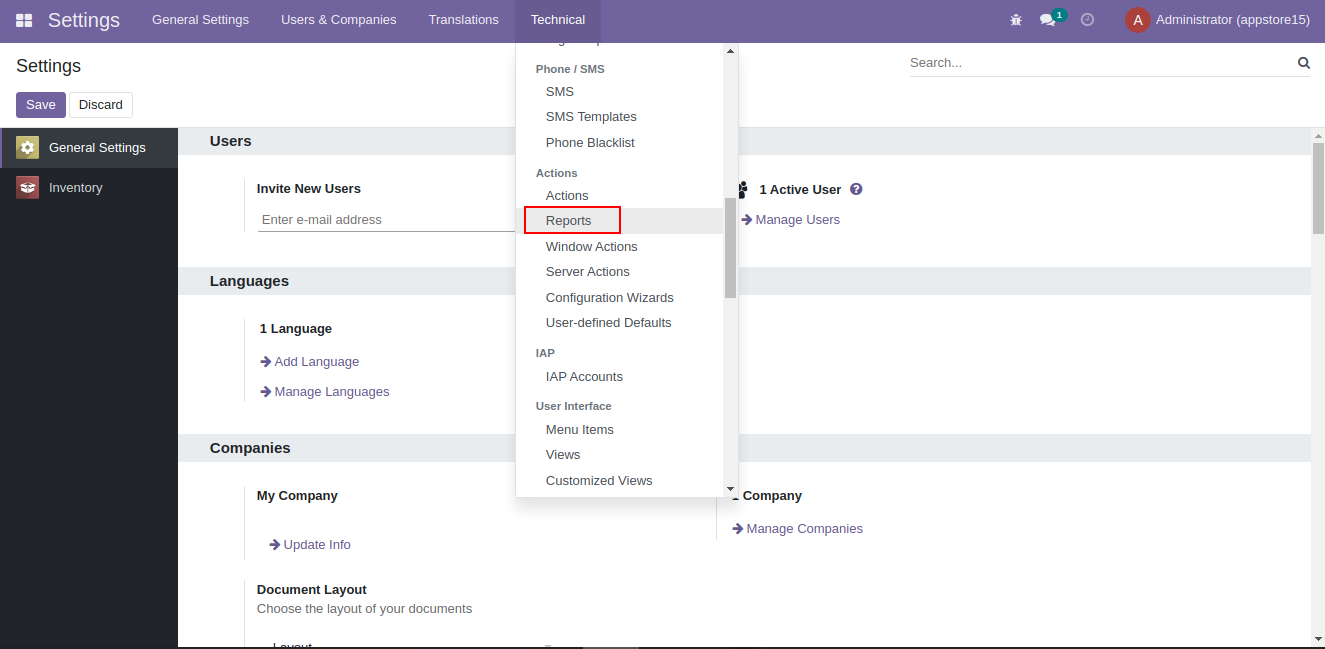 Settings General Settings Users & Companies Translations Technical 1 A Administrator (appstore15)
Settings
Search...
Save Discard
General Settings
Inventory
Phone / SMS
SMS
SMS Templates
Phone Blacklist
Actions
Actions
Reports
Window Actions
Server Actions
Configuration Wizards
User-defined Defaults
IAP
IAP Accounts
User Interface
Menu Items
Views
Customized Views
Users
Invite New Users
Enter e-mail address
1 Active User ?
Manage Users
Languages
1 Language
Add Language
Manage Languages
Companies
My Company
Update Info
Company
Manage Companies
Document Layout
Choose the layout of your documents
Layout